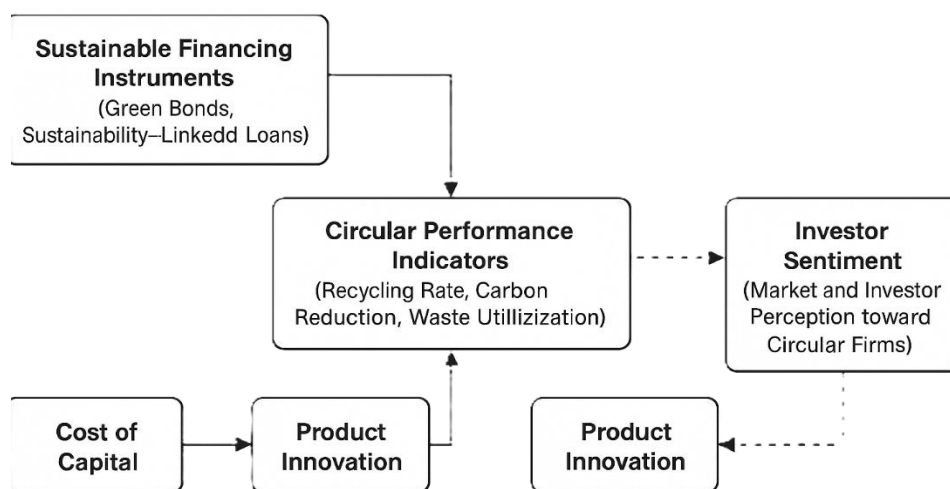 Sustainable Financing
Instruments
(Green Bonds,
Sustainability–Linkedd Loans)
Circular Performance
Indicators
(Recycling Rate, Carbon
Reduction, Waste Utillizization)
Investor
Sentiment
(Market and Investor
Perception toward
Circular Firms)
Cost of
Capital
Product
Innovation
Product
Innovation